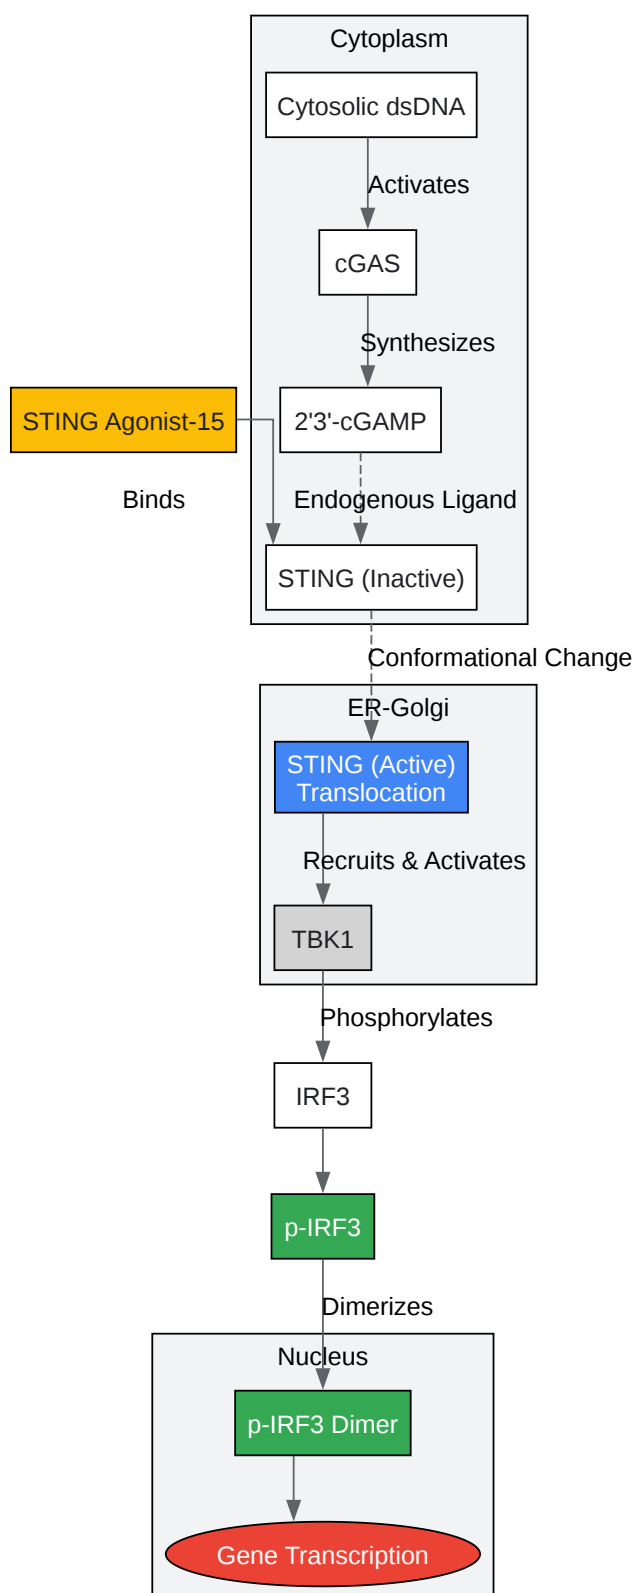 Cytoplasm
Cytosolic dsDNA
Activates
cGAS
Synthesizes
STING Agonist-15
2'3'-cGAMP
Binds
Endogenous Ligand
STING (Inactive)
Conformational Change
ER-Golgi
STING (Active)
Translocation
Recruits & Activates
TBK1
Phosphorylates
IRF3
p-IRF3
Dimerizes
Nucleus
p-IRF3 Dimer
Gene Transcription